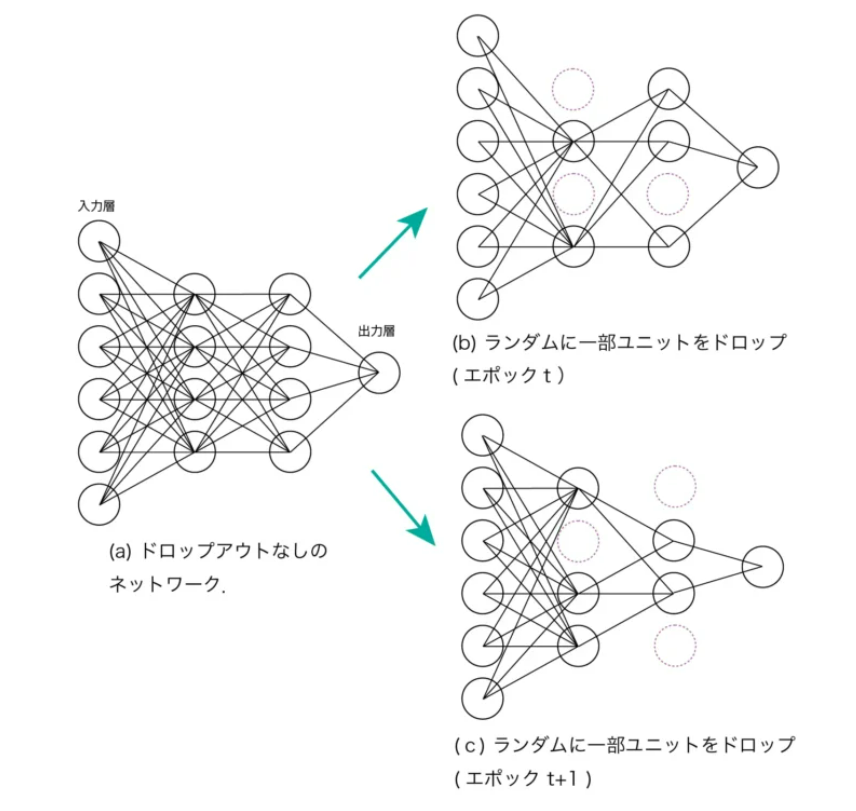 入力層
出力層
(a) ドロップアウトなしの
ネットワーク.
(b) ランダムに一部ユニットをドロップ
( エポック t )
( c ) ランダムに一部ユニットをドロップ
( エポック t+1 )